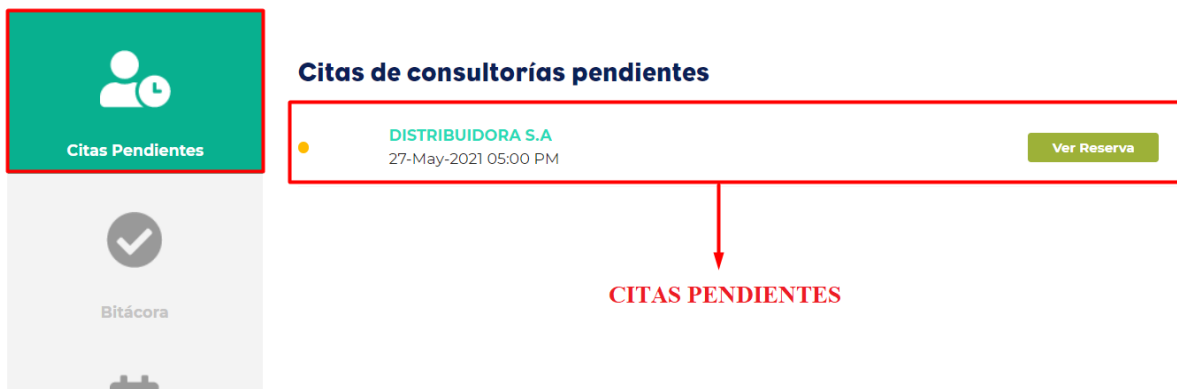 Citas Pendientes
Bitácora
Citas de consultorías pendientes
DISTRIBUIDORA S.A
27-May-2021 05:00 PM
Ver Reserva
CITAS PENDIENTES